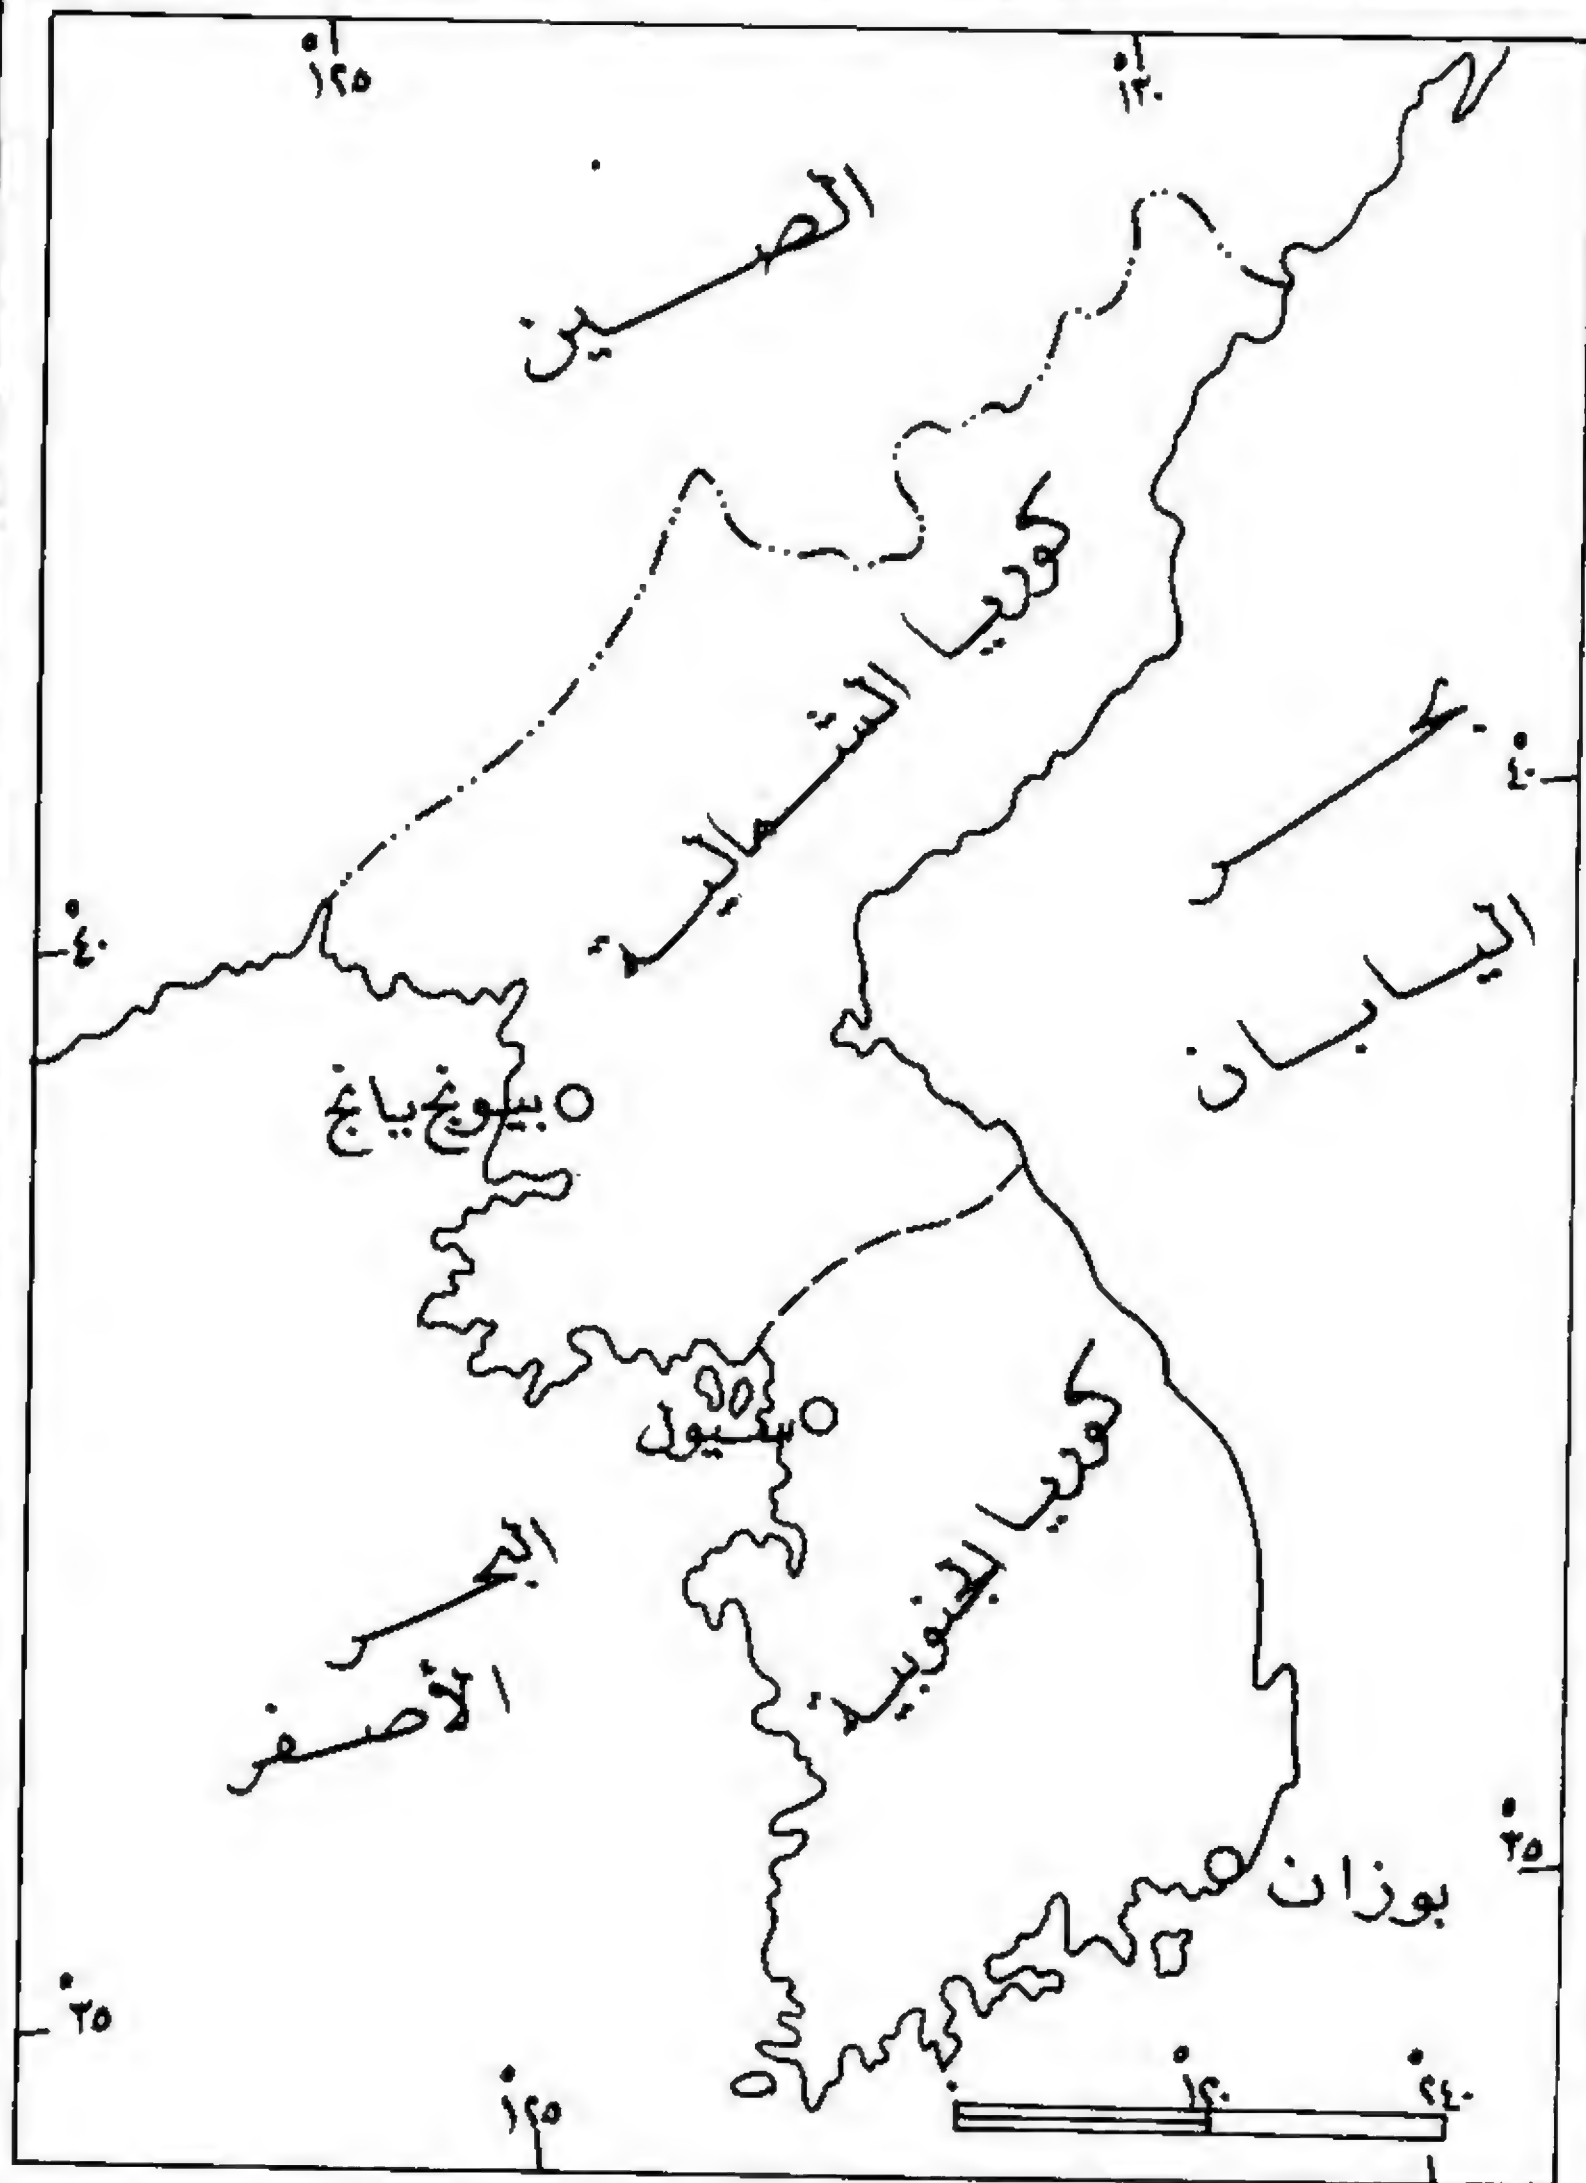 ١٢٥°
١٣٠°
الصين
كوريا
الشمالية
بحر
اليابان
٤٠°
٤٠°
بيونج يانج
سيول
كوريا
الجنوبية
البحر
الأصفر
بوزان
٣٥°
٣٥°
١٢٥°
٠ ١٢٠ ٢٤٠